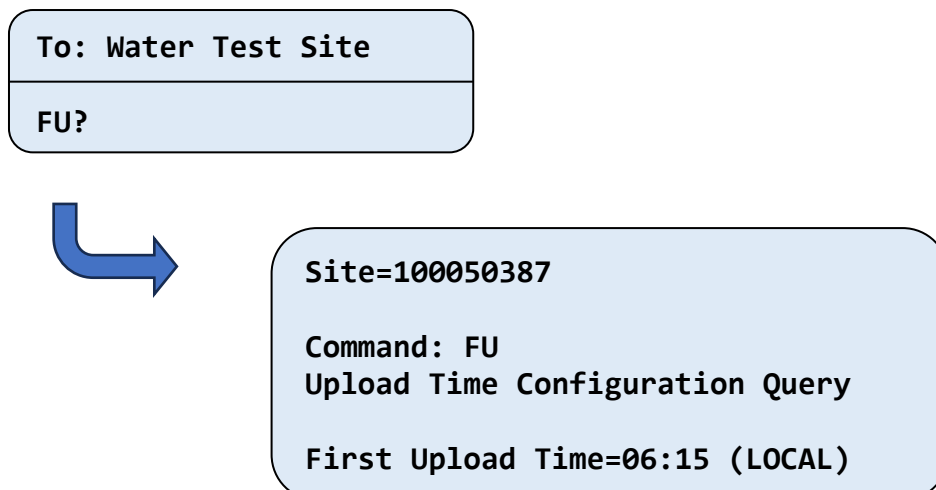 To: Water Test Site
FU?
Site=100050387
Command: FU
Upload Time Configuration Query
First Upload Time=06:15 (LOCAL)